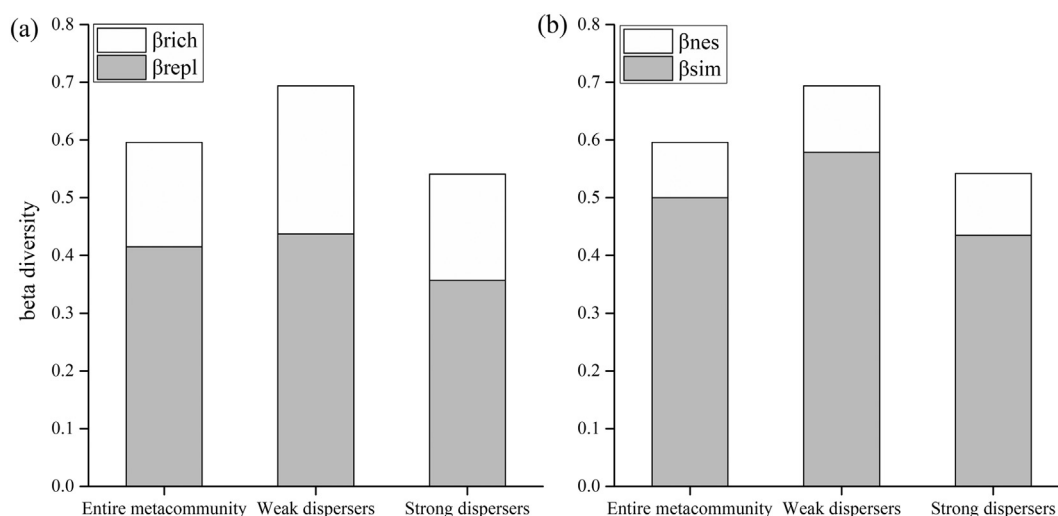 (a)
βrich
βrepl
beta diversity
0.8
0.7
0.6
0.5
0.4
0.3
0.2
0.1
0.0
Entire metacommunity Weak dispersers Strong dispersers
(b)
βnes
βsim
0.8
0.7
0.6
0.5
0.4
0.3
0.2
0.1
0.0
Entire metacommunity Weak dispersers Strong dispersers